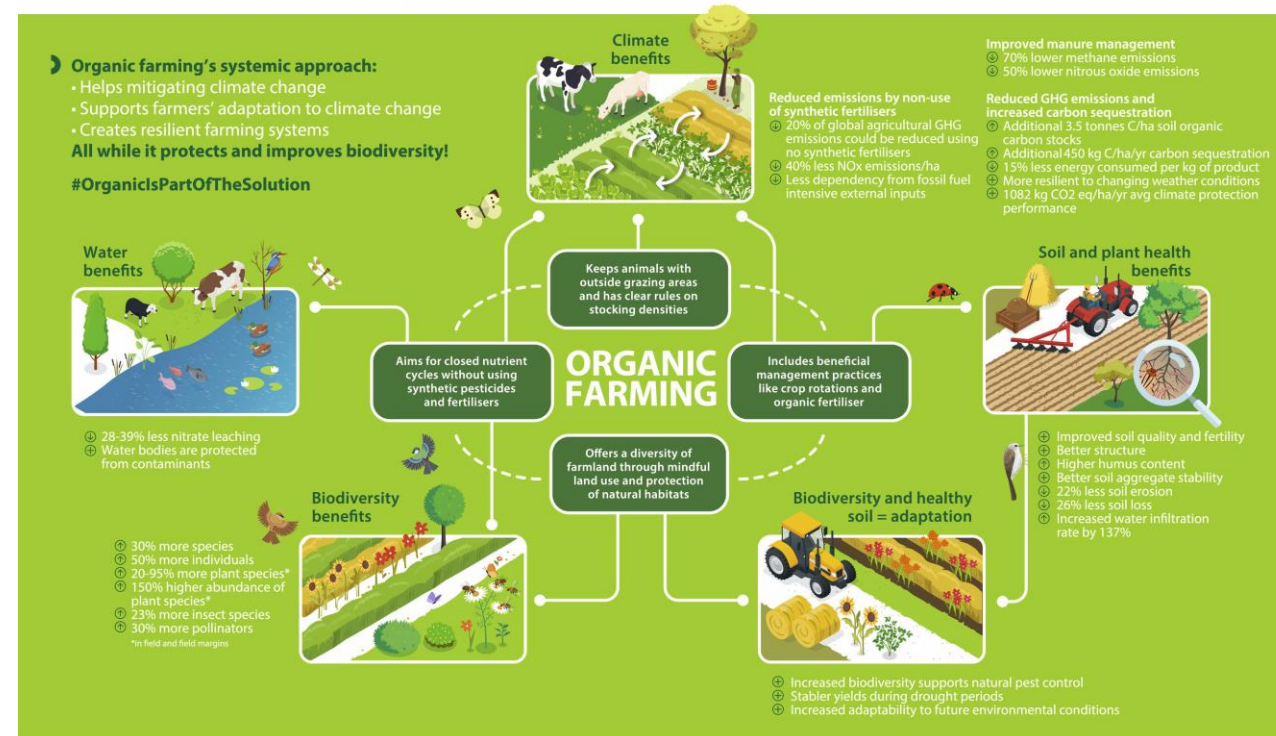 Organic farming's systemic approach:
• Helps mitigating climate change
• Supports farmers' adaptation to climate change
• Creates resilient farming systems
All while it protects and improves biodiversity!
#OrganicIsPartOfTheSolution
Climate
benefits
Reduced emissions by non-use
of synthetic fertilisers
20% of global agricultural GHG
emissions could be reduced using
no synthetic fertilisers
40% less NOx emissions/ha
Less dependency from fossil fuel
intensive external inputs
Improved manure management
70% lower methane emissions
50% lower nitrous oxide emissions
Reduced GHG emissions and
increased carbon sequestration
Additional 3.5 tonnes C/ha soil organic
carbon stocks
Additional 450 kg C/ha/yr carbon sequestration
15% less energy consumed per kg of product
More resilient to changing weather conditions
1082 kg CO2 eq/ha/yr avg climate protection
performance
Water
benefits
28-39% less nitrate leaching
Water bodies are protected
from contaminants
Keeps animals with
outside grazing areas
and has clear rules on
stocking densities
Aims for closed nutrient
cycles without using
synthetic pesticides
and fertilisers
ORGANIC
FARMING
Includes beneficial
management practices
like crop rotations and
organic fertiliser
Offers a diversity of
farmland through mindful
land use and protection
of natural habitats
Soil and plant health
benefits
Improved soil quality and fertility
Better structure
Higher humus content
Better soil aggregate stability
22% less soil erosion
26% less soil loss
Increased water infiltration
rate by 137%
Biodiversity
benefits
30% more species
50% more individuals
20-95% more plant species*
150% higher abundance of
plant species*
23% more insect species
30% more pollinators
*in field and field margins
Biodiversity and healthy
soil = adaptation
Increased biodiversity supports natural pest control
Stabler yields during drought periods
Increased adaptability to future environmental conditions